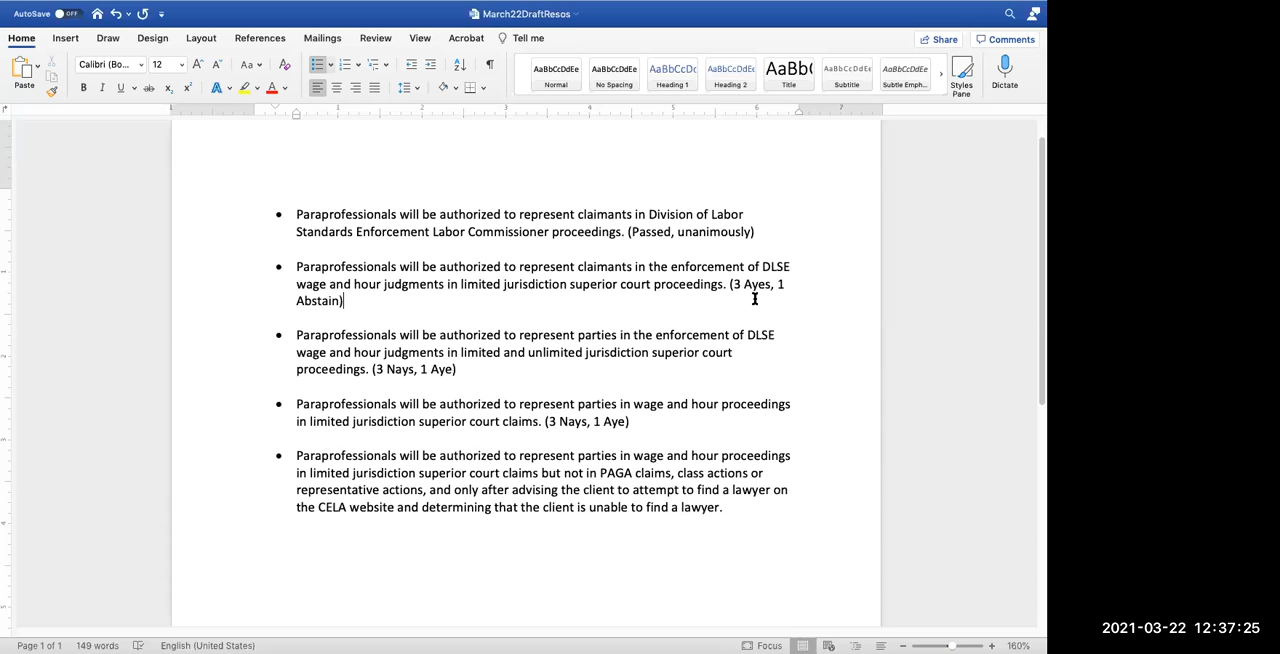 AutoSave OFF March22DraftResos
Home Insert Draw Design Layout References Mailings Review View Acrobat Tell me Share Comments
Paste Calibri (Bo... 12 Aa AaBbCcDdEe Normal AaBbCcDdEe No Spacing AaBbCcDc Heading 1 AaBbCcDdEe Heading 2 AaBb( Title AaBbCcDdEe Subtitle AaBbCcDdEe Subtle Emph... Styles Pane Dictate
1 1 2 3 4 5 6 7
• Paraprofessionals will be authorized to represent claimants in Division of Labor
Standards Enforcement Labor Commissioner proceedings. (Passed, unanimously)
• Paraprofessionals will be authorized to represent claimants in the enforcement of DLSE
wage and hour judgments in limited jurisdiction superior court proceedings. (3 Ayes, 1
Abstain)
• Paraprofessionals will be authorized to represent parties in the enforcement of DLSE
wage and hour judgments in limited and unlimited jurisdiction superior court
proceedings. (3 Nays, 1 Aye)
• Paraprofessionals will be authorized to represent parties in wage and hour proceedings
in limited jurisdiction superior court claims. (3 Nays, 1 Aye)
• Paraprofessionals will be authorized to represent parties in wage and hour proceedings
in limited jurisdiction superior court claims but not in PAGA claims, class actions or
representative actions, and only after advising the client to attempt to find a lawyer on
the CELA website and determining that the client is unable to find a lawyer.
2021-03-22 12:37:25
Page 1 of 1 149 words English (United States) Focus 160%